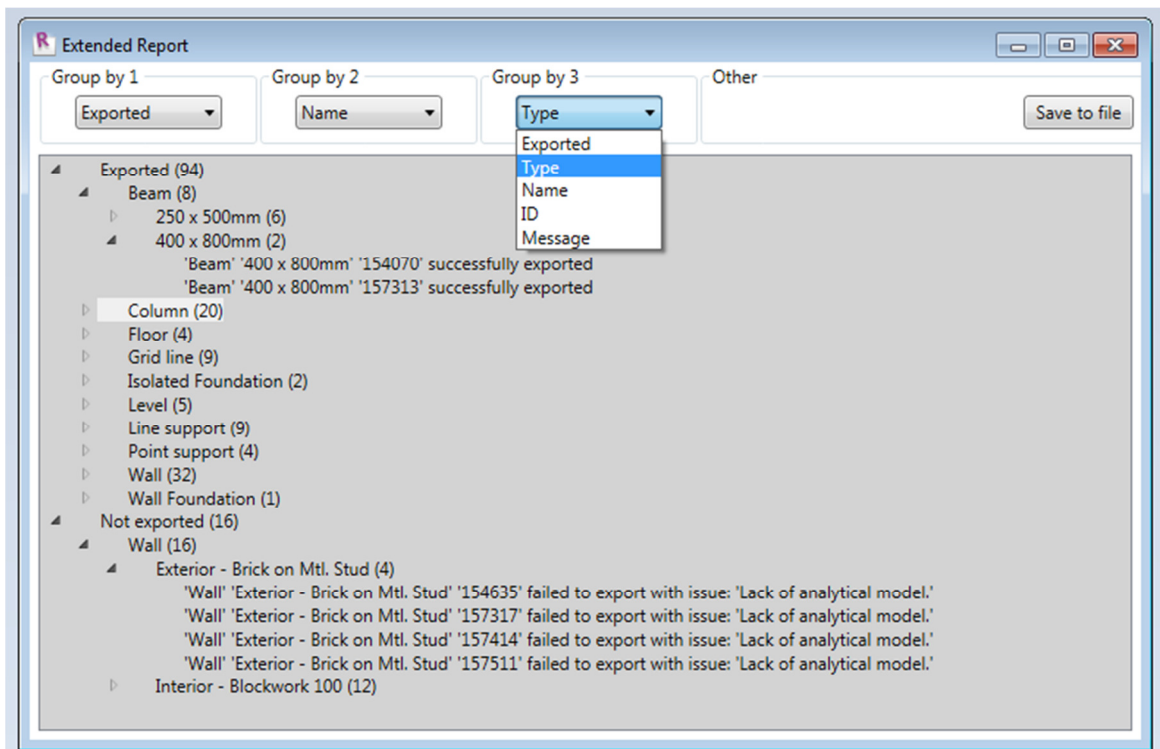 R Extended Report
Group by 1 Group by 2 Group by 3 Other
Exported Name Type Save to file
Exported
Type
Name
ID
Message
Exported (94)
Beam (8)
250 x 500mm (6)
400 x 800mm (2)
'Beam' '400 x 800mm' '154070' successfully exported
'Beam' '400 x 800mm' '157313' successfully exported
Column (20)
Floor (4)
Grid line (9)
Isolated Foundation (2)
Level (5)
Line support (9)
Point support (4)
Wall (32)
Wall Foundation (1)
Not exported (16)
Wall (16)
Exterior - Brick on Mtl. Stud (4)
'Wall' 'Exterior - Brick on Mtl. Stud' '154635' failed to export with issue: 'Lack of analytical model.'
'Wall' 'Exterior - Brick on Mtl. Stud' '157317' failed to export with issue: 'Lack of analytical model.'
'Wall' 'Exterior - Brick on Mtl. Stud' '157414' failed to export with issue: 'Lack of analytical model.'
'Wall' 'Exterior - Brick on Mtl. Stud' '157511' failed to export with issue: 'Lack of analytical model.'
Interior - Blockwork 100 (12)